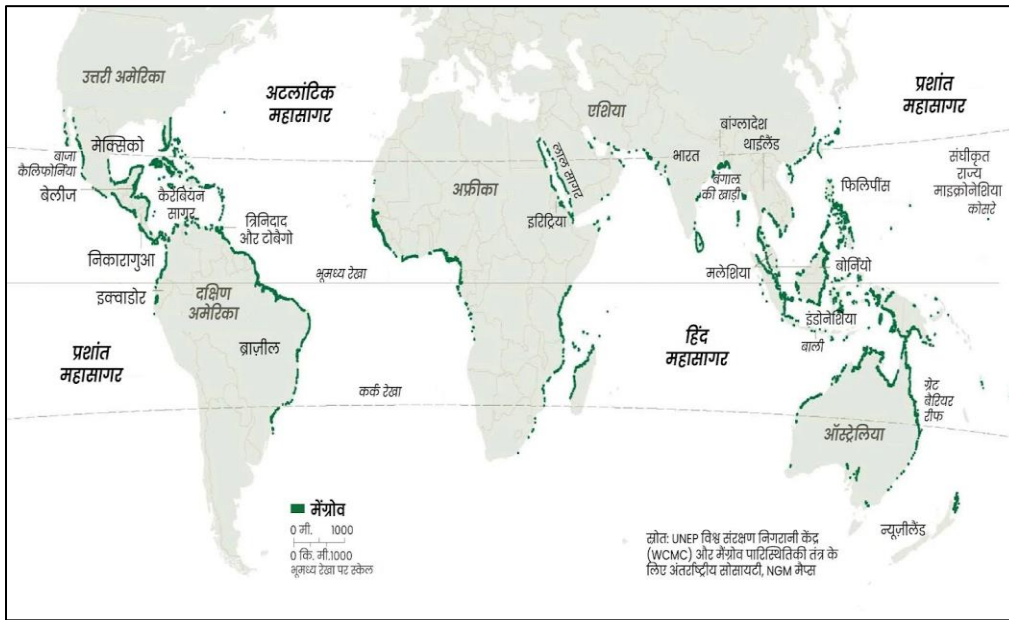 उत्तरी अमेरिका
अटलांटिक
महासागर
प्रशांत
महासागर
एशिया
बांग्लादेश
थाईलैंड
मेक्सिको
बाजा
कैलिफोर्निया
बेलीज
कैरेबियन
सागर
अफ्रीका
लाल सागर
भारत
बंगाल
की खाड़ी
फिलिपींस
संघीकृत
राज्य
माइक्रोनेशिया
कोसरे
इरिट्रिया
त्रिनिदाद
और टोबैगो
निकारागुआ
भूमध्य रेखा
मलेशिया
बोर्नियो
इक्वाडोर
दक्षिण
अमेरिका
इंडोनेशिया
बाली
ब्राज़ील
हिंद
महासागर
प्रशांत
महासागर
कर्क रेखा
ग्रेट
बैरियर
रीफ
ऑस्ट्रेलिया
मेंग्रोव
0 मी. 1000
0 कि. मी.1000
भूमध्य रेखा पर स्केल
न्यूज़ीलैंड
स्रोत: UNEP विश्व संरक्षण निगरानी केंद्र
(WCMC) और मैंग्रोव पारिस्थितिकी तंत्र के
लिए अंतर्राष्ट्रीय सोसायटी, NGM मैप्स